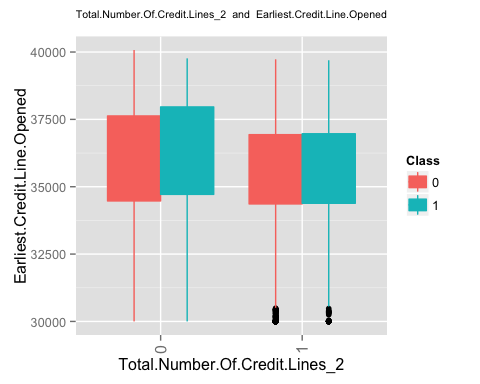 Total.Number.Of.Credit.Lines_2 and Earliest.Credit.Line.Opened
Earliest.Credit.Line.Opened
40000
37500
35000
32500
30000
0
1
Total.Number.Of.Credit.Lines_2
Class
0
1